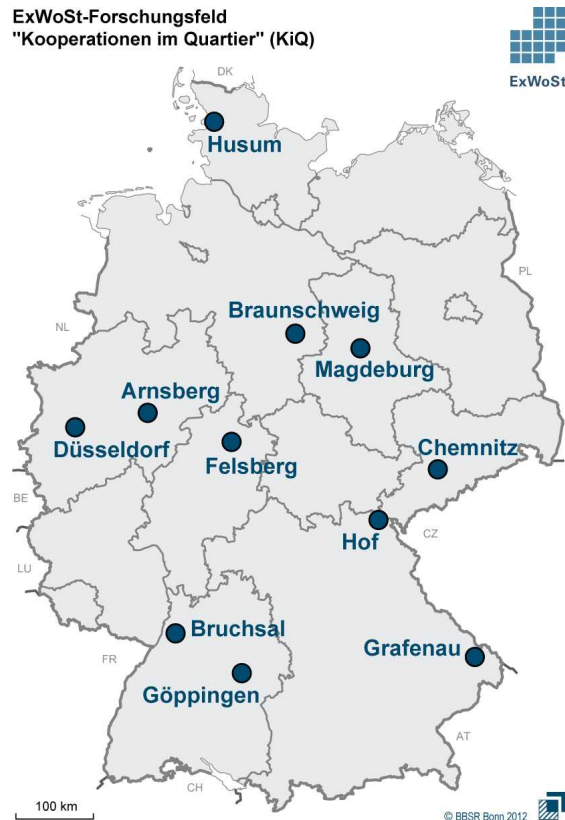 ExWoSt-Forschungsfeld
"Kooperationen im Quartier" (KiQ)
ExWoSt
DK
Husum
PL
Braunschweig
NL
Magdeburg
Arnsberg
Düsseldorf
Felsberg
Chemnitz
BE
Hof
CZ
LU
Bruchsal
Grafenau
FR
Göppingen
AT
CH
100 km
© BBSR Bonn 2012